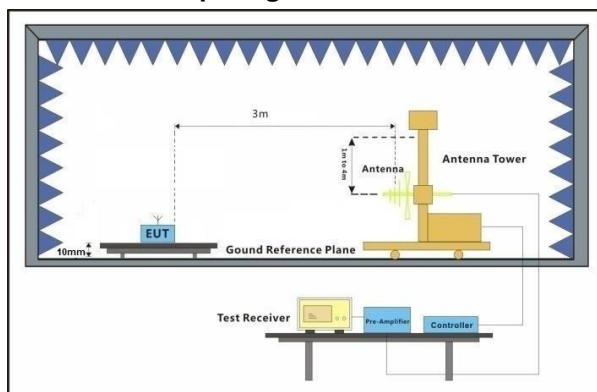 3m
1m to 4m
Antenna
Antenna Tower
EUT
10mm
Gound Reference Plane
Test Receiver
Pre-Amplifier
Controller